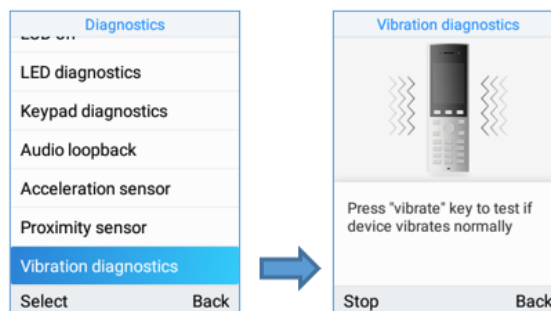 Diagnostics
LED diagnostics
Keypad diagnostics
Audio loopback
Acceleration sensor
Proximity sensor
Vibration diagnostics
Select Back
Vibration diagnostics
Press "vibrate" key to test if
device vibrates normally
Stop Back